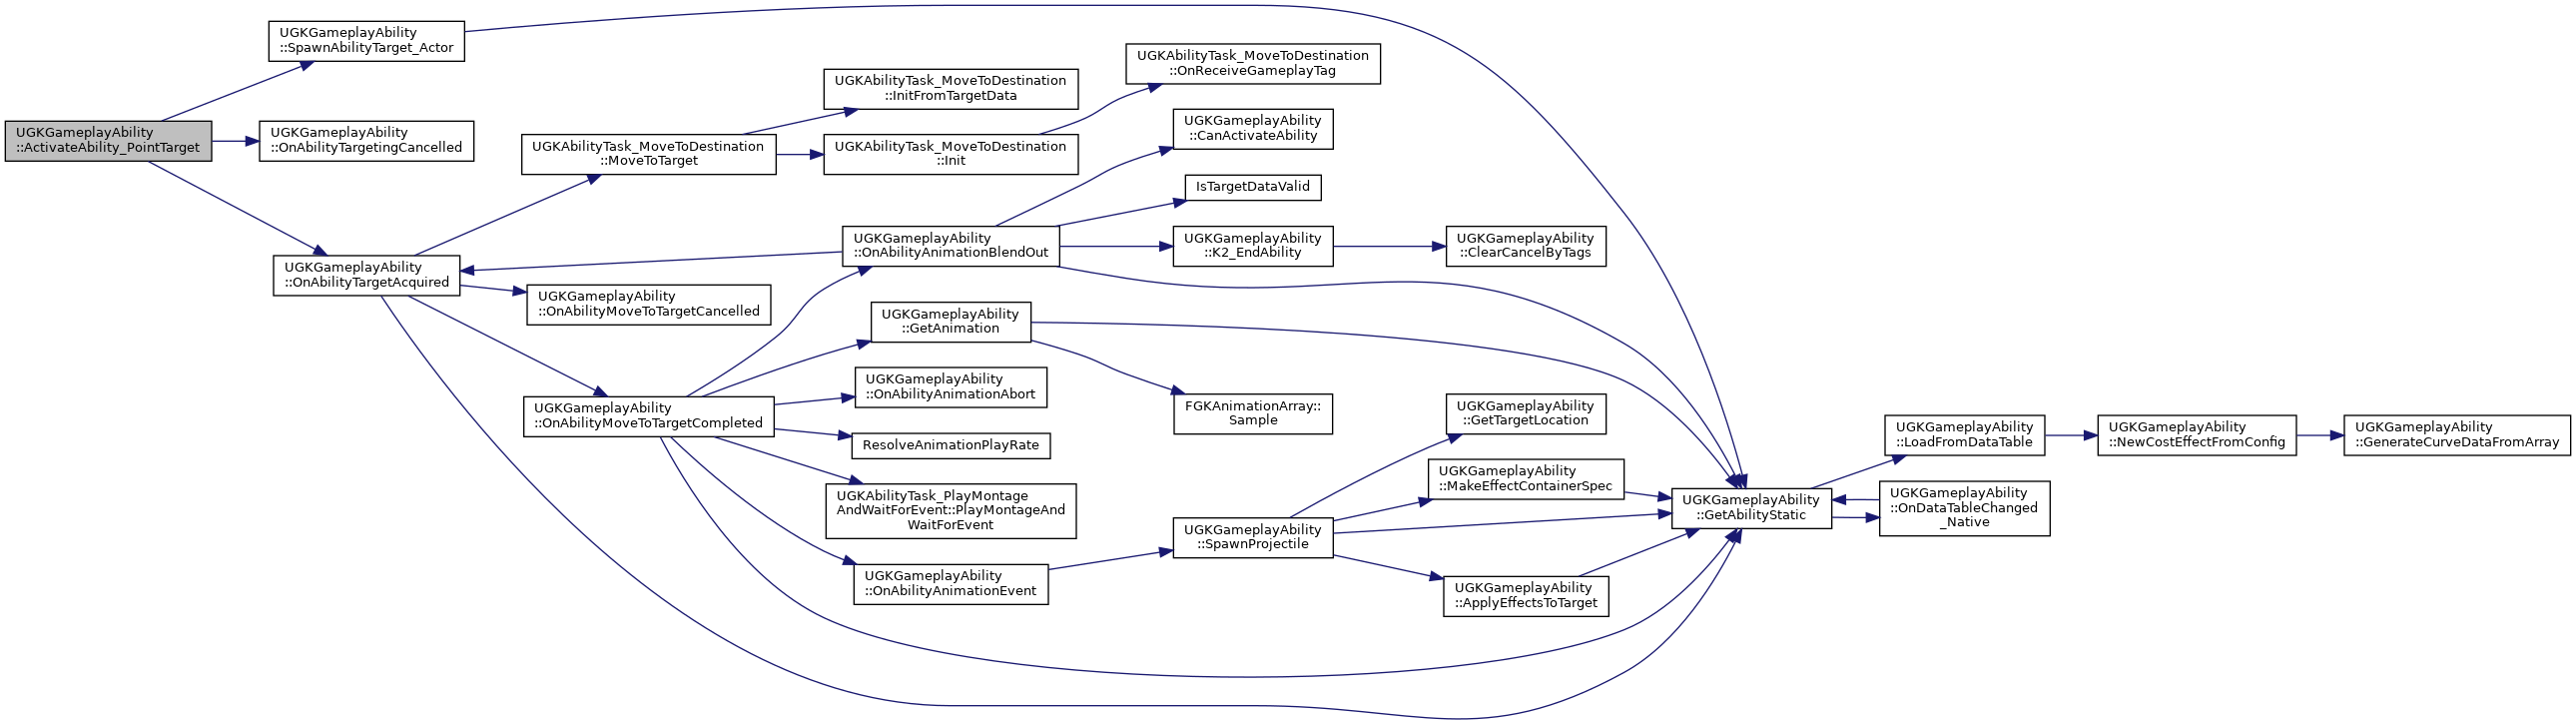 UGKGameplayAbility
::ActivateAbility_PointTarget
UGKGameplayAbility
::SpawnAbilityTarget_Actor
UGKGameplayAbility
::OnAbilityTargetingCancelled
UGKGameplayAbility
::OnAbilityTargetAcquired
UGKAbilityTask_MoveToDestination
::MoveToTarget
UGKGameplayAbility
::OnAbilityMoveToTargetCancelled
UGKGameplayAbility
::OnAbilityMoveToTargetCompleted
UGKAbilityTask_MoveToDestination
::InitFromTargetData
UGKAbilityTask_MoveToDestination
::Init
UGKGameplayAbility
::OnAbilityAnimationBlendOut
UGKGameplayAbility
::GetAnimation
UGKGameplayAbility
::OnAbilityAnimationAbort
ResolveAnimationPlayRate
UGKAbilityTask_PlayMontage
AndWaitForEvent::PlayMontageAnd
WaitForEvent
UGKGameplayAbility
::OnAbilityAnimationEvent
UGKAbilityTask_MoveToDestination
::OnReceiveGameplayTag
UGKGameplayAbility
::CanActivateAbility
IsTargetDataValid
UGKGameplayAbility
::K2_EndAbility
FGKAnimationArray::
Sample
UGKGameplayAbility
::SpawnProjectile
UGKGameplayAbility
::ClearCancelByTags
UGKGameplayAbility
::GetTargetLocation
UGKGameplayAbility
::MakeEffectContainerSpec
UGKGameplayAbility
::ApplyEffectsToTarget
UGKGameplayAbility
::GetAbilityStatic
UGKGameplayAbility
::LoadFromDataTable
UGKGameplayAbility
::OnDataTableChanged
_Native
UGKGameplayAbility
::NewCostEffectFromConfig
UGKGameplayAbility
::GenerateCurveDataFromArray